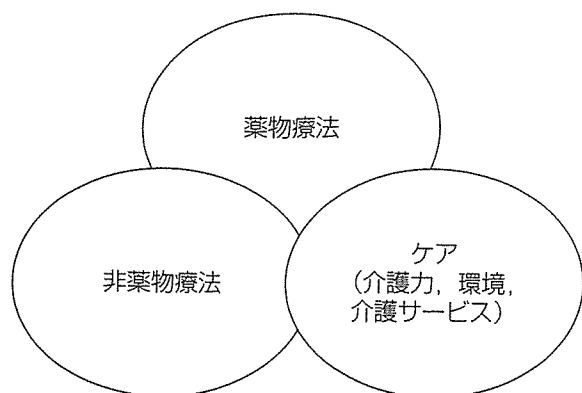 薬物療法
非薬物療法
ケア
(介護力,環境,
介護サービス)